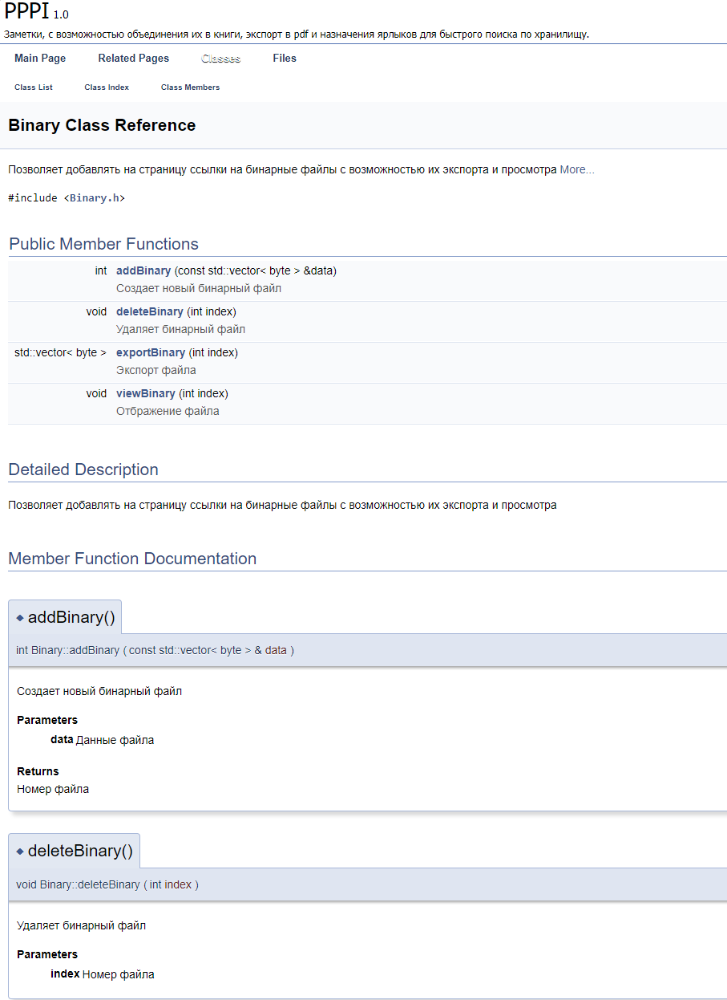 PPPI 1.0
Заметки, с возможностью объединения их в книги, экспорт в pdf и назначения ярлыков для быстрого поиска по хранилищу.
Main Page Related Pages Classes Files
Class List Class Index Class Members
Binary Class Reference
Позволяет добавлять на страницу ссылки на бинарные файлы с возможностью их экспорта и просмотра More...
#include <Binary.h>
Public Member Functions
int addBinary (const std::vector< byte > &data)
Создает новый бинарный файл
void deleteBinary (int index)
Удаляет бинарный файл
std::vector< byte > exportBinary (int index)
Экспорт файла
void viewBinary (int index)
Отбражение файла
Detailed Description
Позволяет добавлять на страницу ссылки на бинарные файлы с возможностью их экспорта и просмотра
Member Function Documentation
◆ addBinary()
int Binary::addBinary ( const std::vector< byte > & data )
Создает новый бинарный файл
Parameters
data Данные файла
Returns
Номер файла
◆ deleteBinary()
void Binary::deleteBinary ( int index )
Удаляет бинарный файл
Parameters
index Номер файла